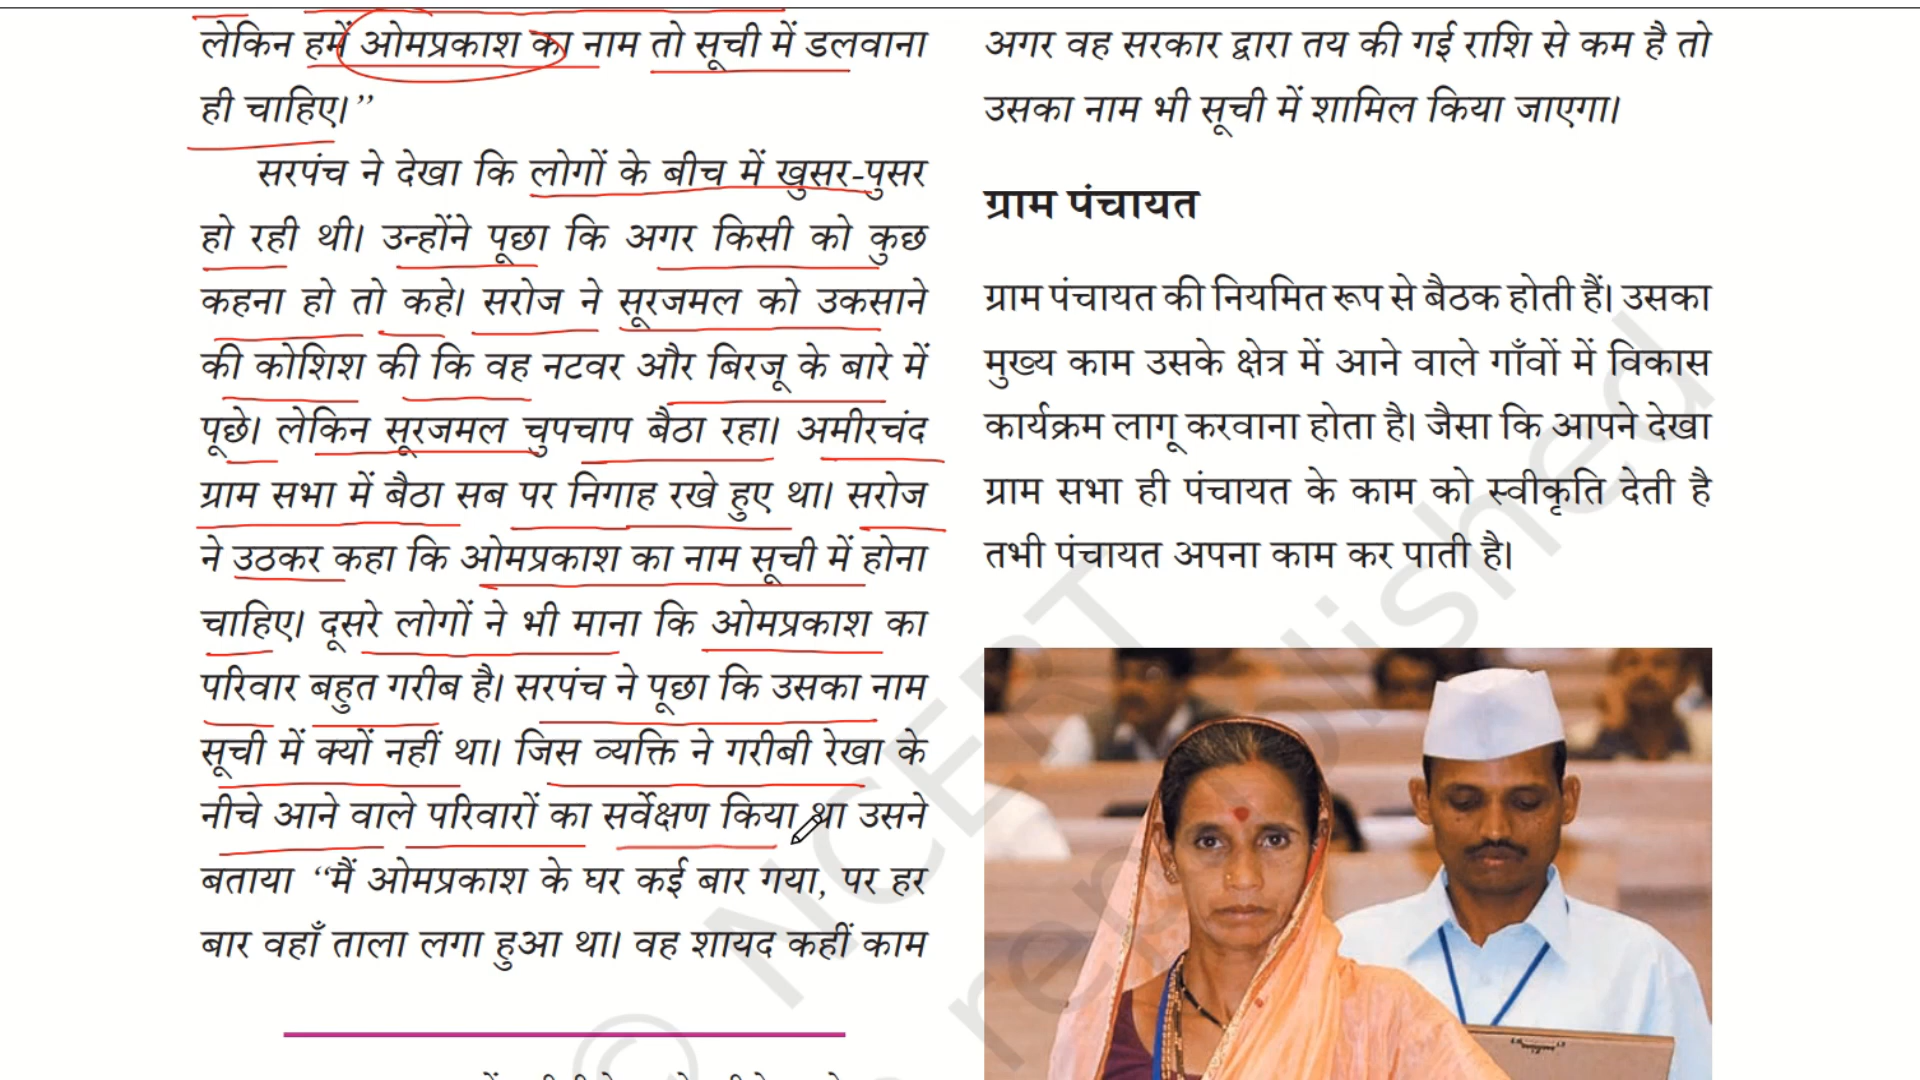 लेकिन हमें ओमप्रकाश का नाम तो सूची में डलवाना
ही चाहिए।”
सरपंच ने देखा कि लोगों के बीच में खुसर-पुसर
हो रही थी। उन्होंने पूछा कि अगर किसी को कुछ
कहना हो तो कहे। सरोज ने सूरजमल को उकसाने
की कोशिश की कि वह नटवर और बिरजू के बारे में
पूछे। लेकिन सूरजमल चुपचाप बैठा रहा। अमीरचंद
ग्राम सभा में बैठा सब पर निगाह रखे हुए था। सरोज
ने उठकर कहा कि ओमप्रकाश का नाम सूची में होना
चाहिए। दूसरे लोगों ने भी माना कि ओमप्रकाश का
परिवार बहुत गरीब है। सरपंच ने पूछा कि उसका नाम
सूची में क्यों नहीं था। जिस व्यक्ति ने गरीबी रेखा के
नीचे आने वाले परिवारों का सर्वेक्षण किया था उसने
बताया “मैं ओमप्रकाश के घर कई बार गया, पर हर
बार वहाँ ताला लगा हुआ था। वह शायद कहीं काम
अगर वह सरकार द्वारा तय की गई राशि से कम है तो
उसका नाम भी सूची में शामिल किया जाएगा।
ग्राम पंचायत
ग्राम पंचायत की नियमित रूप से बैठक होती हैं। उसका
मुख्य काम उसके क्षेत्र में आने वाले गाँवों में विकास
कार्यक्रम लागू करवाना होता है। जैसा कि आपने देखा
ग्राम सभा ही पंचायत के काम को स्वीकृति देती है
तभी पंचायत अपना काम कर पाती है।
© NCERT
republished